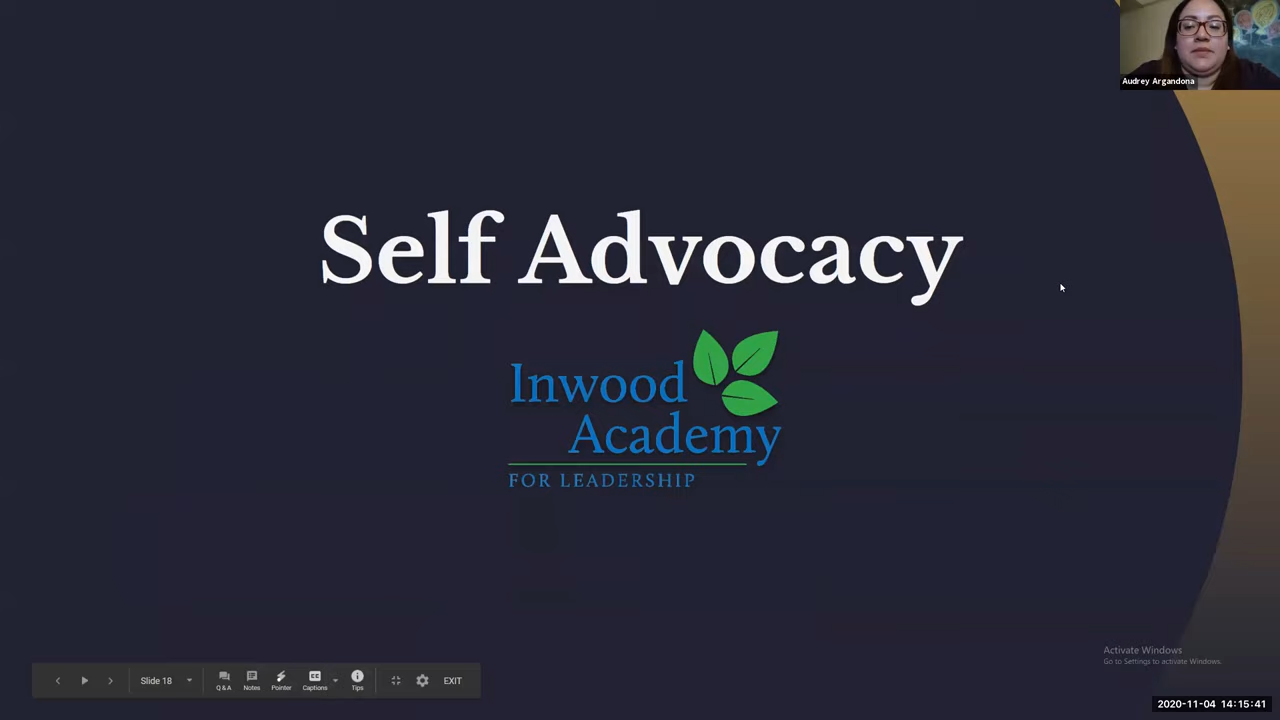 Audrey Argandona
Self Advocacy
Inwood
Academy
FOR LEADERSHIP
Activate Windows
Go to Settings to activate Windows.
Slide 18
Q & A
Notes
Pointer
CC
Captions
Tips
EXIT
2020-11-04 14:15:41